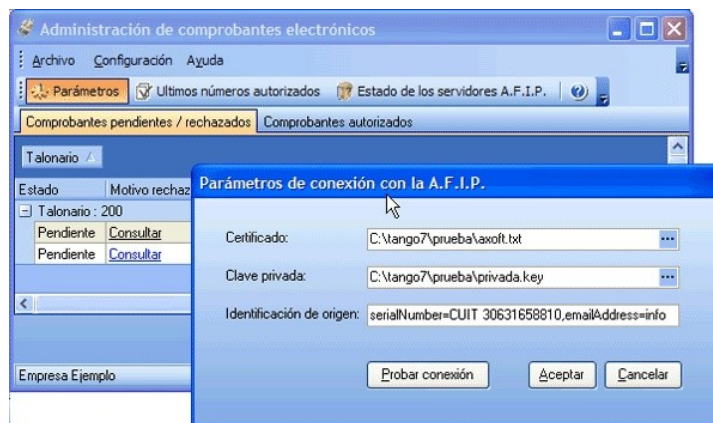 Administración de comprobantes electrónicos
Archivo Configuración Ayuda
Parámetros Ultimos números autorizados Estado de los servidores A.F.I.P.
Comprobantes pendientes / rechazados Comprobantes autorizados
Talonario
Estado Motivo rechaz
Talonario : 200
Pendiente Consultar
Pendiente Consultar
Empresa Ejemplo
Parámetros de conexión con la A.F.I.P.
Certificado: C:\tango7\prueba\axoft.txt
Clave privada: C:\tango7\prueba\privada.key
Identificación de origen: serialNumber=CUIT 30631658810,emailAddress=info
Probar conexión Aceptar Cancelar